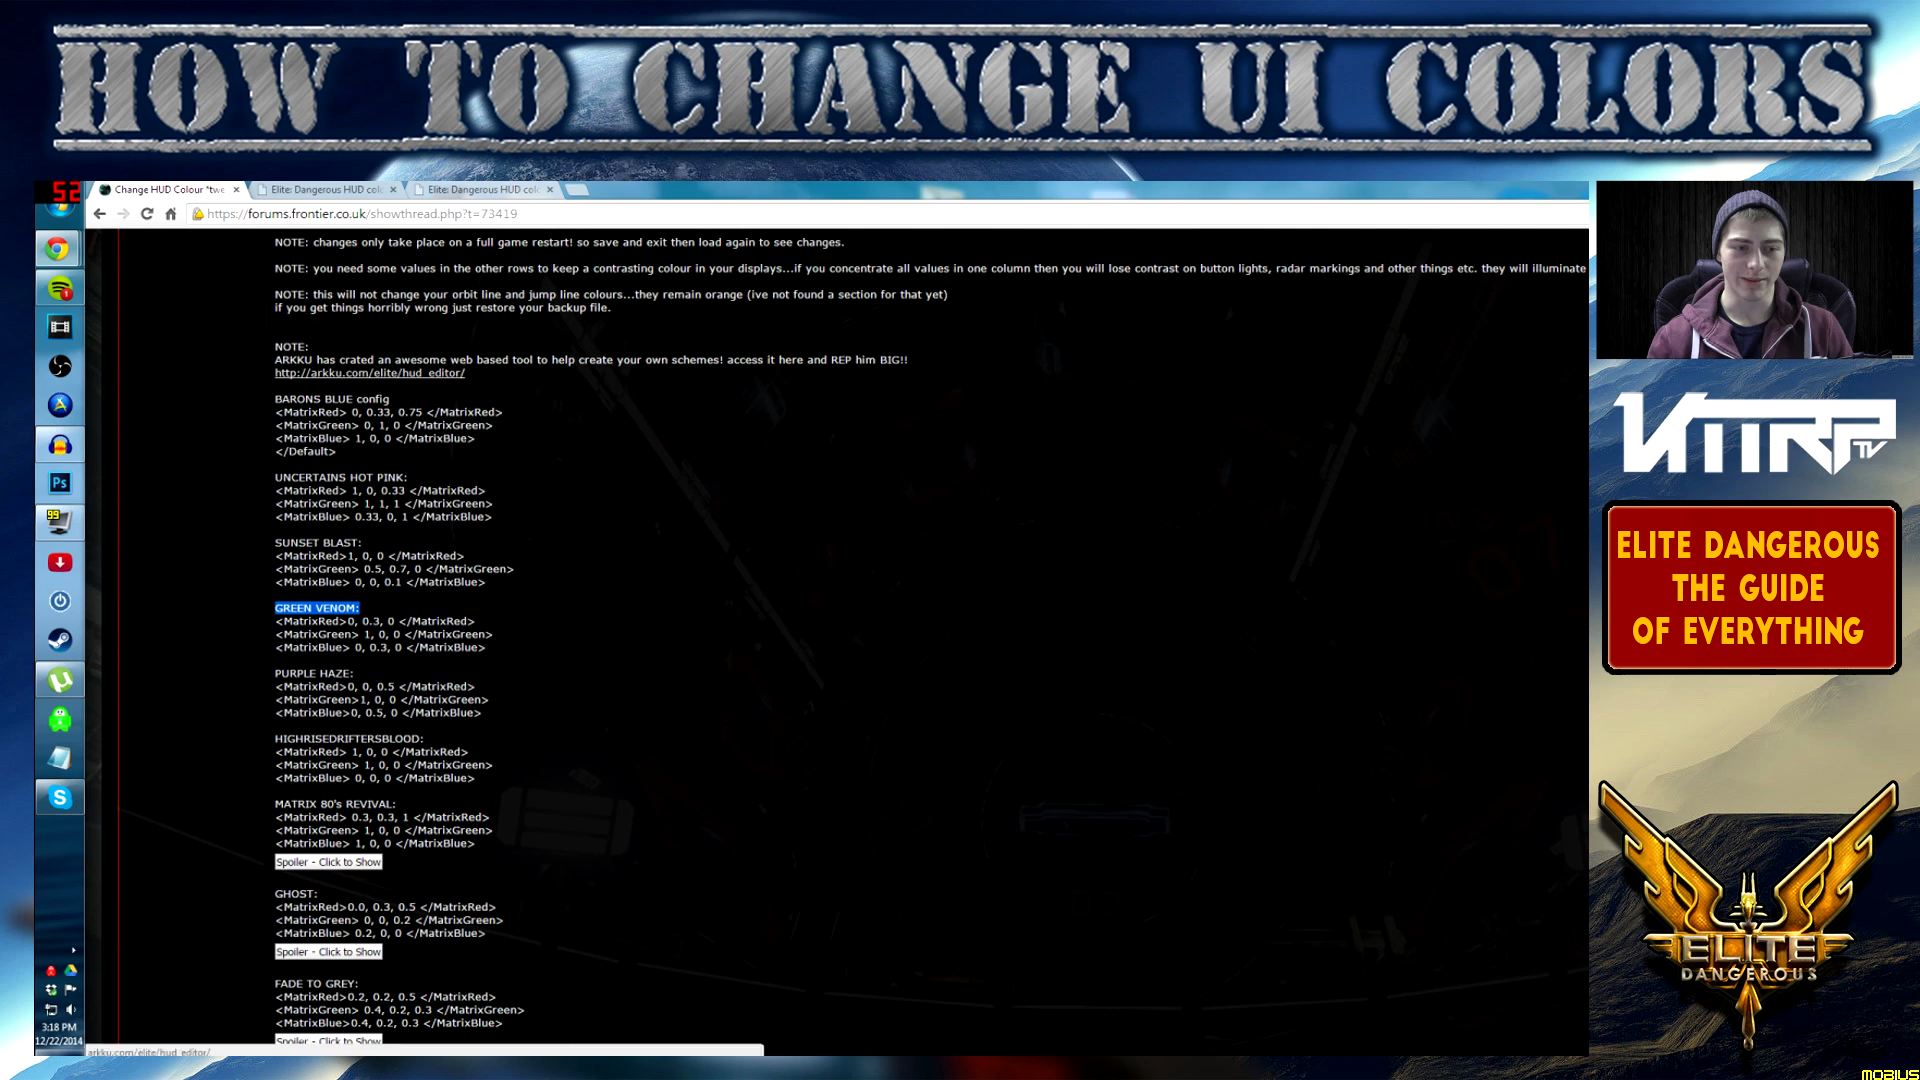 HOW TO CHANGE UI COLORS
52
Change HUD Colour *twe
Elite: Dangerous HUD col
Elite: Dangerous HUD col
https://forums.frontier.co.uk/showthread.php?t=73419
NOTE: changes only take place on a full game restart! so save and exit then load again to see changes.
NOTE: you need some values in the other rows to keep a contrasting colour in your displays...if you concentrate all values in one column then you will lose contrast on button lights, radar markings and other things etc. they will illuminate
NOTE: this will not change your orbit line and jump line colours...they remain orange (ive not found a section for that yet)
if you get things horribly wrong just restore your backup file.
NOTE:
ARKKU has crated an awesome web based tool to help create your own schemes! access it here and REP him BIG!!
http://arkku.com/elite/hud_editor/
BARONS BLUE config
<MatrixRed> 0, 0.33, 0.75 </MatrixRed>
<MatrixGreen> 0, 1, 0 </MatrixGreen>
<MatrixBlue> 1, 0, 0 </MatrixBlue>
</Default>
UNCERTAINS HOT PINK:
<MatrixRed> 1, 0, 0.33 </MatrixRed>
<MatrixGreen> 1, 1, 1 </MatrixGreen>
<MatrixBlue> 0.33, 0, 1 </MatrixBlue>
SUNSET BLAST:
<MatrixRed>1, 0, 0 </MatrixRed>
<MatrixGreen> 0.5, 0.7, 0 </MatrixGreen>
<MatrixBlue> 0, 0, 0.1 </MatrixBlue>
GREEN VENOM:
<MatrixRed>0, 0.3, 0 </MatrixRed>
<MatrixGreen> 1, 0, 0 </MatrixGreen>
<MatrixBlue> 0, 0.3, 0 </MatrixBlue>
PURPLE HAZE:
<MatrixRed>0, 0, 0.5 </MatrixRed>
<MatrixGreen>1, 0, 0 </MatrixGreen>
<MatrixBlue>0, 0.5, 0 </MatrixBlue>
HIGHRISEDRIFTERSBLOOD:
<MatrixRed> 1, 0, 0 </MatrixRed>
<MatrixGreen> 1, 0, 0 </MatrixGreen>
<MatrixBlue> 0, 0, 0 </MatrixBlue>
MATRIX 80's REVIVAL:
<MatrixRed> 0.3, 0.3, 1 </MatrixRed>
<MatrixGreen> 1, 0, 0 </MatrixGreen>
<MatrixBlue> 1, 0, 0 </MatrixBlue>
Spoiler - Click to Show
GHOST:
<MatrixRed>0.0, 0.3, 0.5 </MatrixRed>
<MatrixGreen> 0, 0, 0.2 </MatrixGreen>
<MatrixBlue> 0.2, 0, 0 </MatrixBlue>
Spoiler - Click to Show
FADE TO GREY:
<MatrixRed>0.2, 0.2, 0.5 </MatrixRed>
<MatrixGreen> 0.4, 0.2, 0.3 </MatrixGreen>
<MatrixBlue>0.4, 0.2, 0.3 </MatrixBlue>
Spoiler - Click to Show
arkku.com/elite/hud_editor/
1
Ps
99
3:18 PM
12/22/2014
TV
ELITE DANGEROUS
THE GUIDE
OF EVERYTHING
ELITE
DANGEROUS
MOBIUS